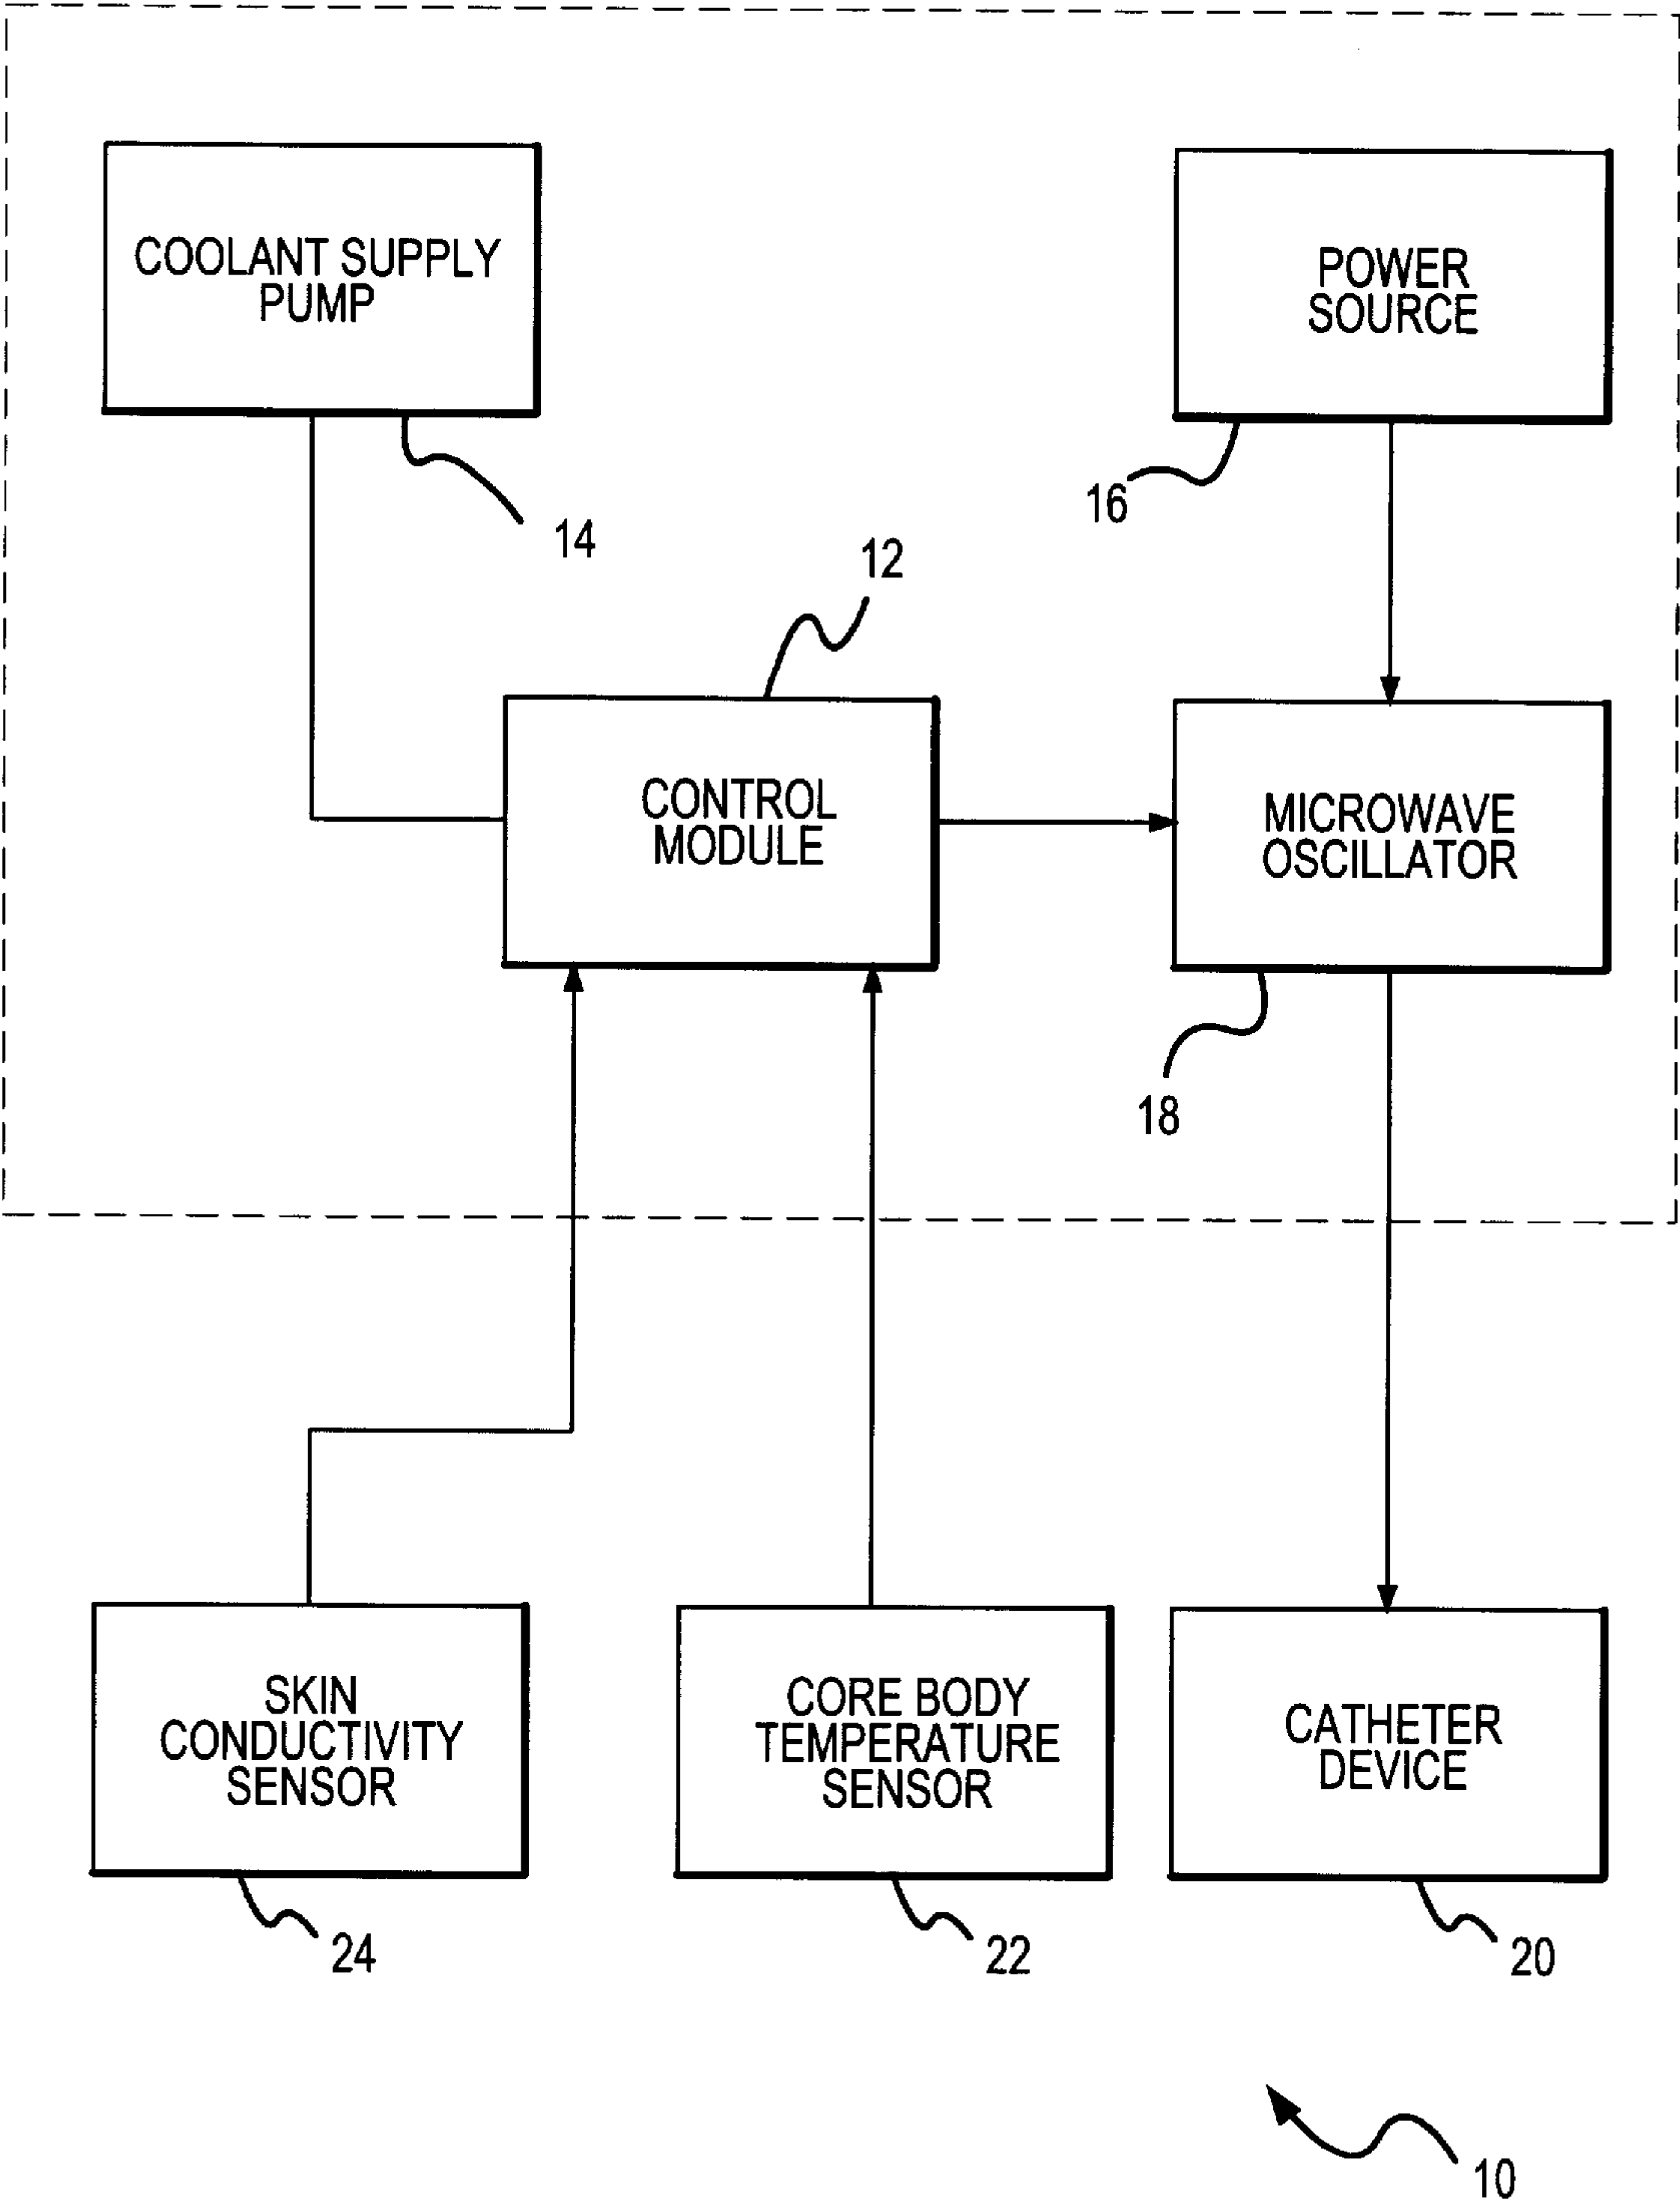 COOLANT SUPPLY
PUMP
14
POWER
SOURCE
16
12
CONTROL
MODULE
MICROWAVE
OSCILLATOR
18
SKIN
CONDUCTIVITY
SENSOR
24
CORE BODY
TEMPERATURE
SENSOR
22
CATHETER
DEVICE
20
10